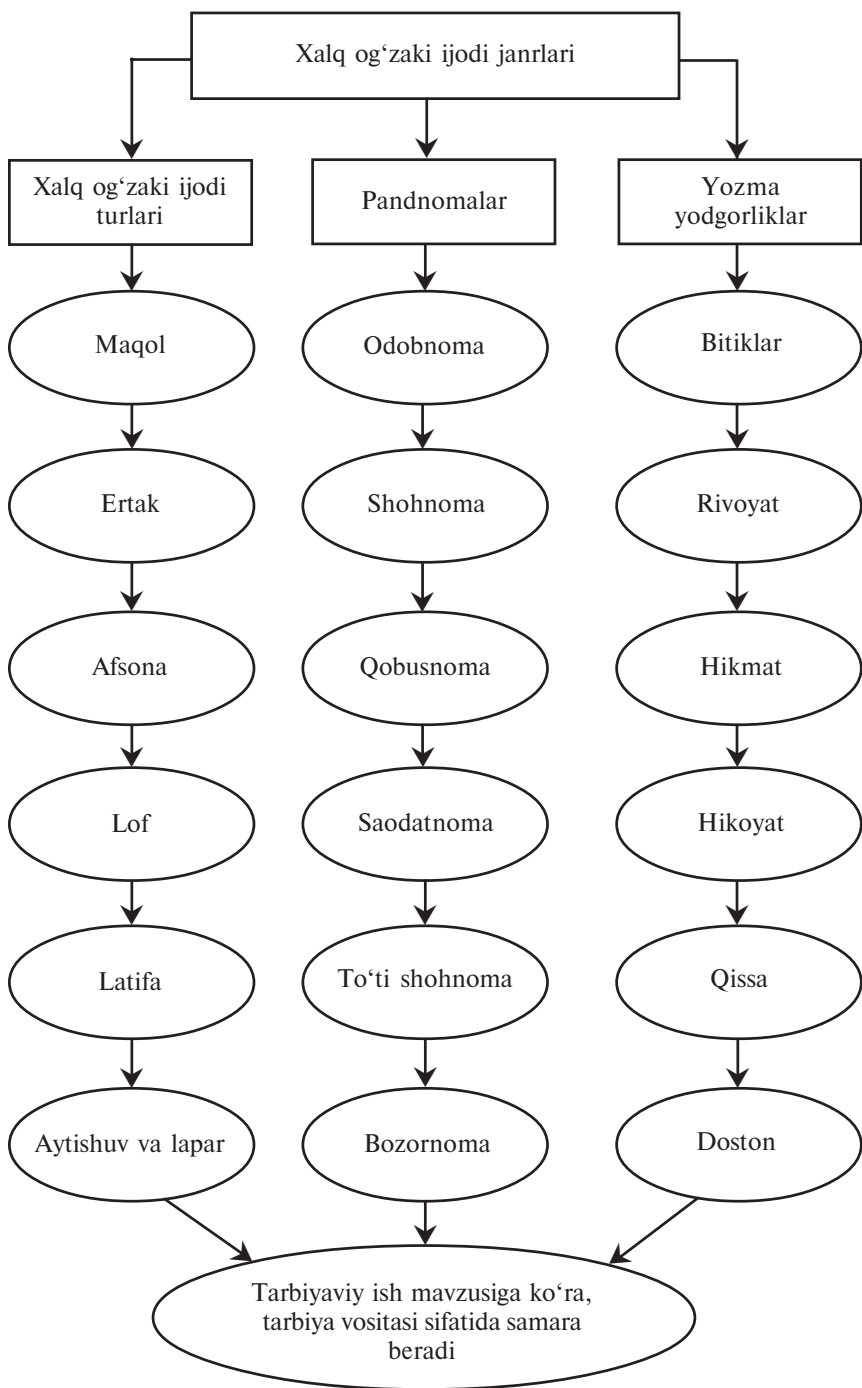 Xalq og‘zaki ijodi janrlari
Xalq og‘zaki ijodi
turlari
Pandnomalar
Yozma
yodgorliklar
Maqol
Odobnoma
Bitiklar
Ertak
Shohnoma
Rivoyat
Afsona
Qobusnoma
Hikmat
Lof
Saodatnoma
Hikoyat
Latifa
To‘ti shohnoma
Qissa
Aytishuv va lapar
Bozornoma
Doston
Tarbiyaviy ish mavzusiga ko‘ra,
tarbiya vositasi sifatida samara
beradi